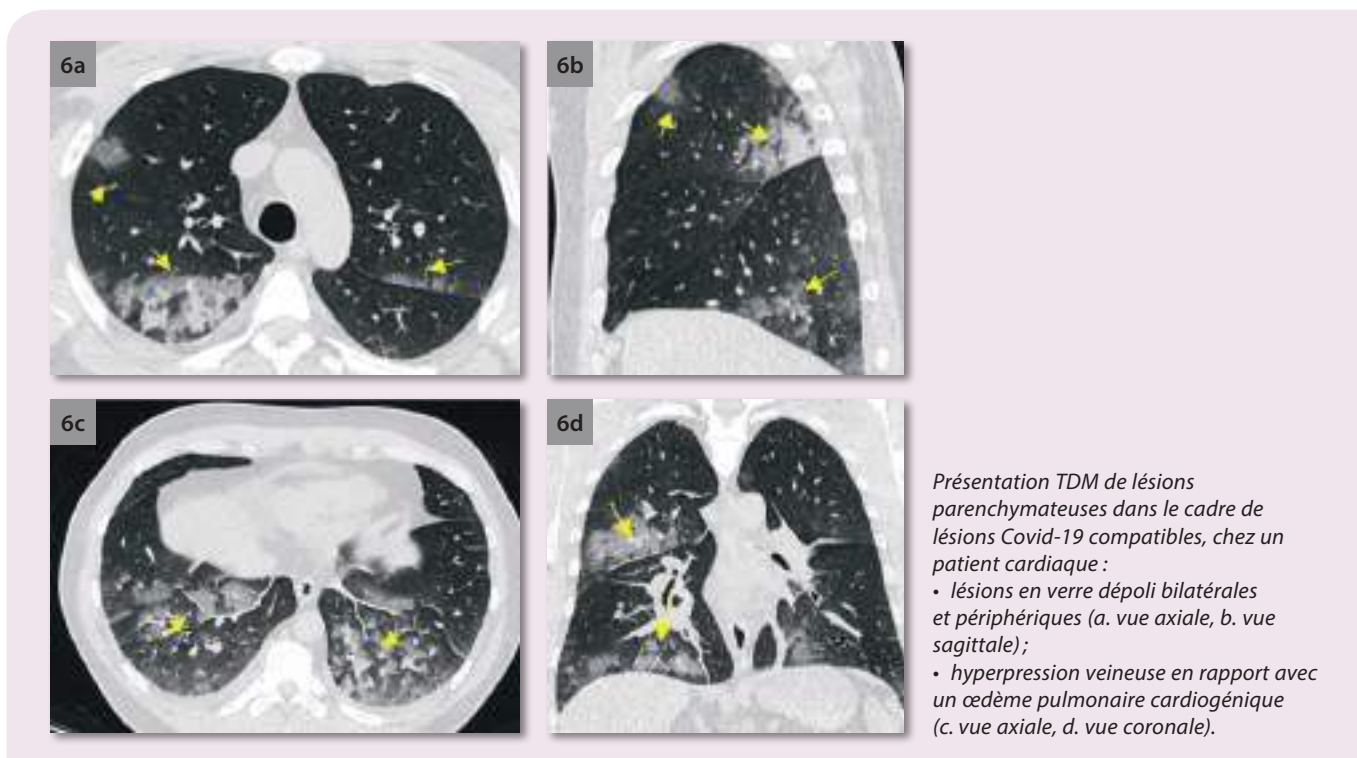 6a
6b
6c
6d
Présentation TDM de lésions
parenchymateuses dans le cadre de
lésions Covid-19 compatibles, chez un
patient cardiaque :
• lésions en verre dépoli bilatérales
et périphériques (a. vue axiale, b. vue
sagittale) ;
• hyperpression veineuse en rapport avec
un œdème pulmonaire cardiogénique
(c. vue axiale, d. vue coronale).